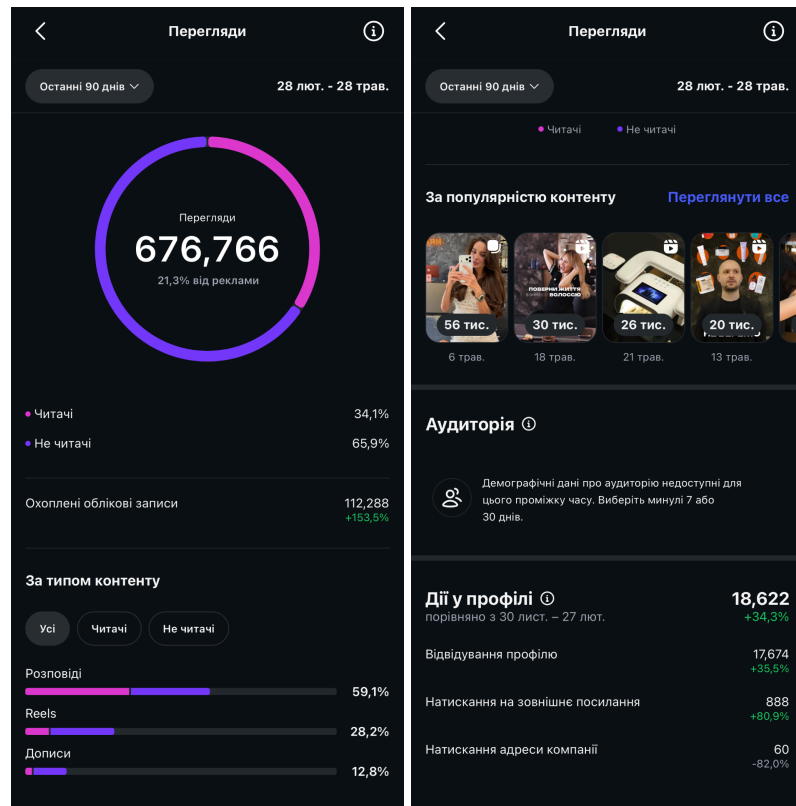 Перегляди
Останні 90 днів
28 лют. - 28 трав.
Перегляди
676,766
21,3% від реклами
Читачі 34,1%
Не читачі 65,9%
Охоплені облікові записи 112,288
+153,5%
За типом контенту
Усі Читачі Не читачі
Розповіді
59,1%
Reels
28,2%
Дописи
12,8%
Перегляди
Останні 90 днів
28 лют. - 28 трав.
Читачі Не читачі
За популярністю контенту Переглянути все
ПОВЕРНИ ЖИТТЯ
ВОЛОССЮ
56 тис. 30 тис. 26 тис. 20 тис.
6 трав. 18 трав. 21 трав. 13 трав.
Аудиторія
Демографічні дані про аудиторію недоступні для
цього проміжку часу. Виберіть минулі 7 або
30 днів.
Дії у профілі 18,622
порівняно з 30 лист. – 27 лют. +34,3%
Відвідування профілю 17,674
+35,5%
Натискання на зовнішнє посилання 888
+80,9%
Натискання адреси компанії 60
-82,0%